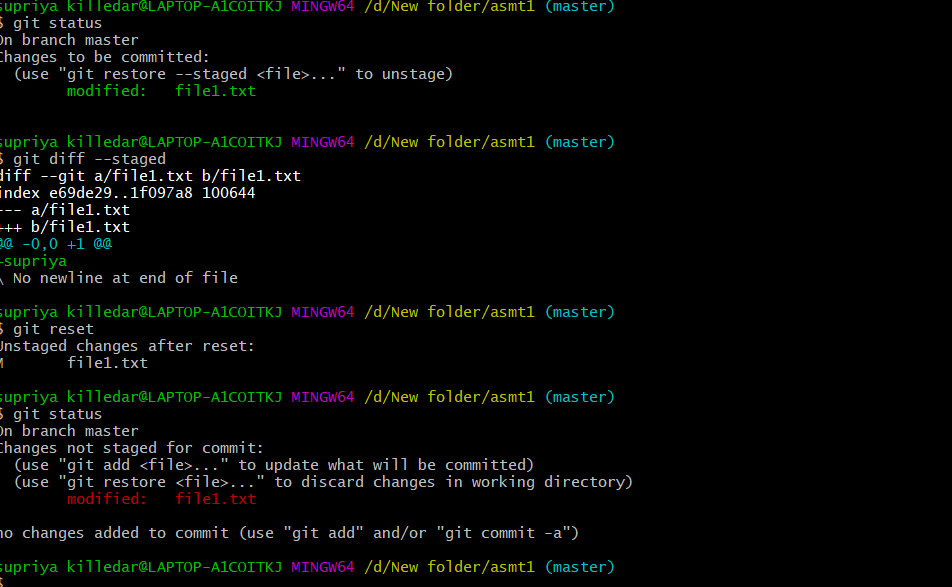 supriya killedar@LAPTOP-A1COITKJ MINGW64 /d/New folder/asmt1 (master)
$ git status
On branch master
Changes to be committed:
  (use "git restore --staged <file>..." to unstage)
        modified:   file1.txt

supriya killedar@LAPTOP-A1COITKJ MINGW64 /d/New folder/asmt1 (master)
$ git diff --staged
diff --git a/file1.txt b/file1.txt
index e69de29..1f097a8 100644
--- a/file1.txt
+++ b/file1.txt
@@ -0,0 +1 @@
+supriya
\ No newline at end of file

supriya killedar@LAPTOP-A1COITKJ MINGW64 /d/New folder/asmt1 (master)
$ git reset
Unstaged changes after reset:
M       file1.txt

supriya killedar@LAPTOP-A1COITKJ MINGW64 /d/New folder/asmt1 (master)
$ git status
On branch master
Changes not staged for commit:
  (use "git add <file>..." to update what will be committed)
  (use "git restore <file>..." to discard changes in working directory)
        modified:   file1.txt

no changes added to commit (use "git add" and/or "git commit -a")

supriya killedar@LAPTOP-A1COITKJ MINGW64 /d/New folder/asmt1 (master)
$